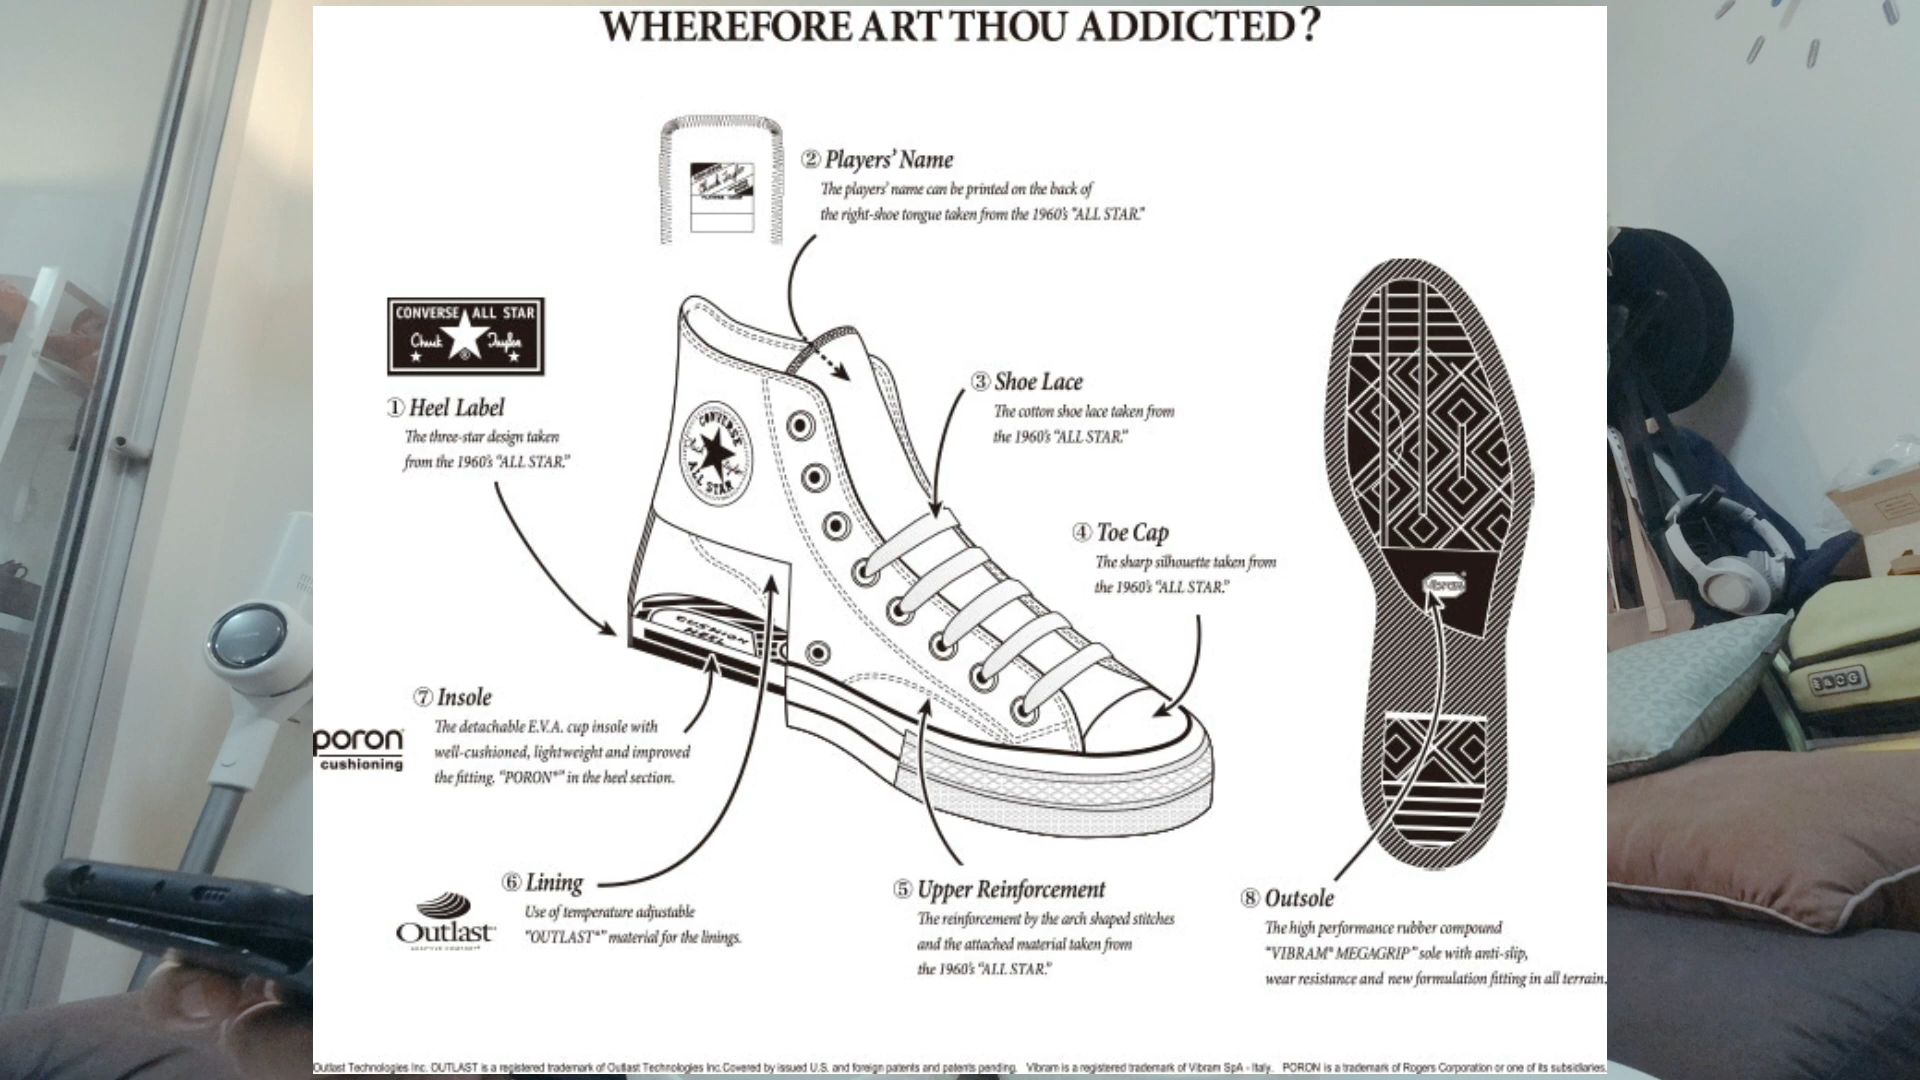 WHEREFORE ART THOU ADDICTED?
② Players' Name
The players' name can be printed on the back of
the right-shoe tongue taken from the 1960's "ALL STAR."
CONVERSE ALL STAR
Chuck Taylor
®
① Heel Label
The three-star design taken
from the 1960's "ALL STAR."
③ Shoe Lace
The cotton shoe lace taken from
the 1960's "ALL STAR."
CONVERSE
ALL STAR
④ Toe Cap
The sharp silhouette taken from
the 1960's "ALL STAR."
CUSHION
HEEL
⑦ Insole
The detachable E.V.A. cup insole with
well-cushioned, lightweight and improved
the fitting. "PORON®" in the heel section.
poron®
cushioning
⑥ Lining
Use of temperature adjustable
"OUTLAST®" material for the linings.
Outlast
⑤ Upper Reinforcement
The reinforcement by the arch shaped stitches
and the attached material taken from
the 1960's "ALL STAR."
vibram
⑧ Outsole
The high performance rubber compound
"VIBRAM® MEGAGRIP" sole with anti-slip,
wear resistance and new formulation fitting in all terrain.
Outlast Technologies Inc. OUTLAST is a registered trademark of Outlast Technologies Inc.Covered by issued U.S. and foreign patents and patents pending. Vibram is a registered trademark of Vibram SpA - Italy. PORON is a trademark of Rogers Corporation or one of its subsidiaries.